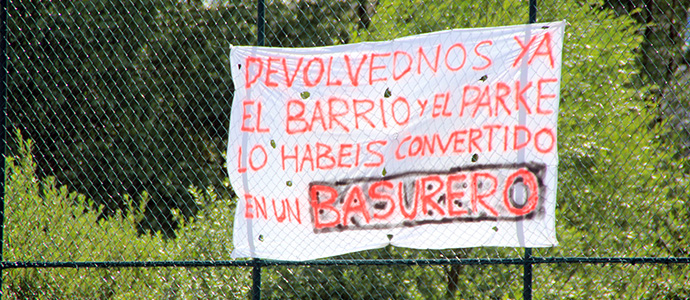 DEVOLVEDNOS YA
EL BARRIO Y EL PARKE
LO HABEIS CONVERTIDO
EN UN BASURERO